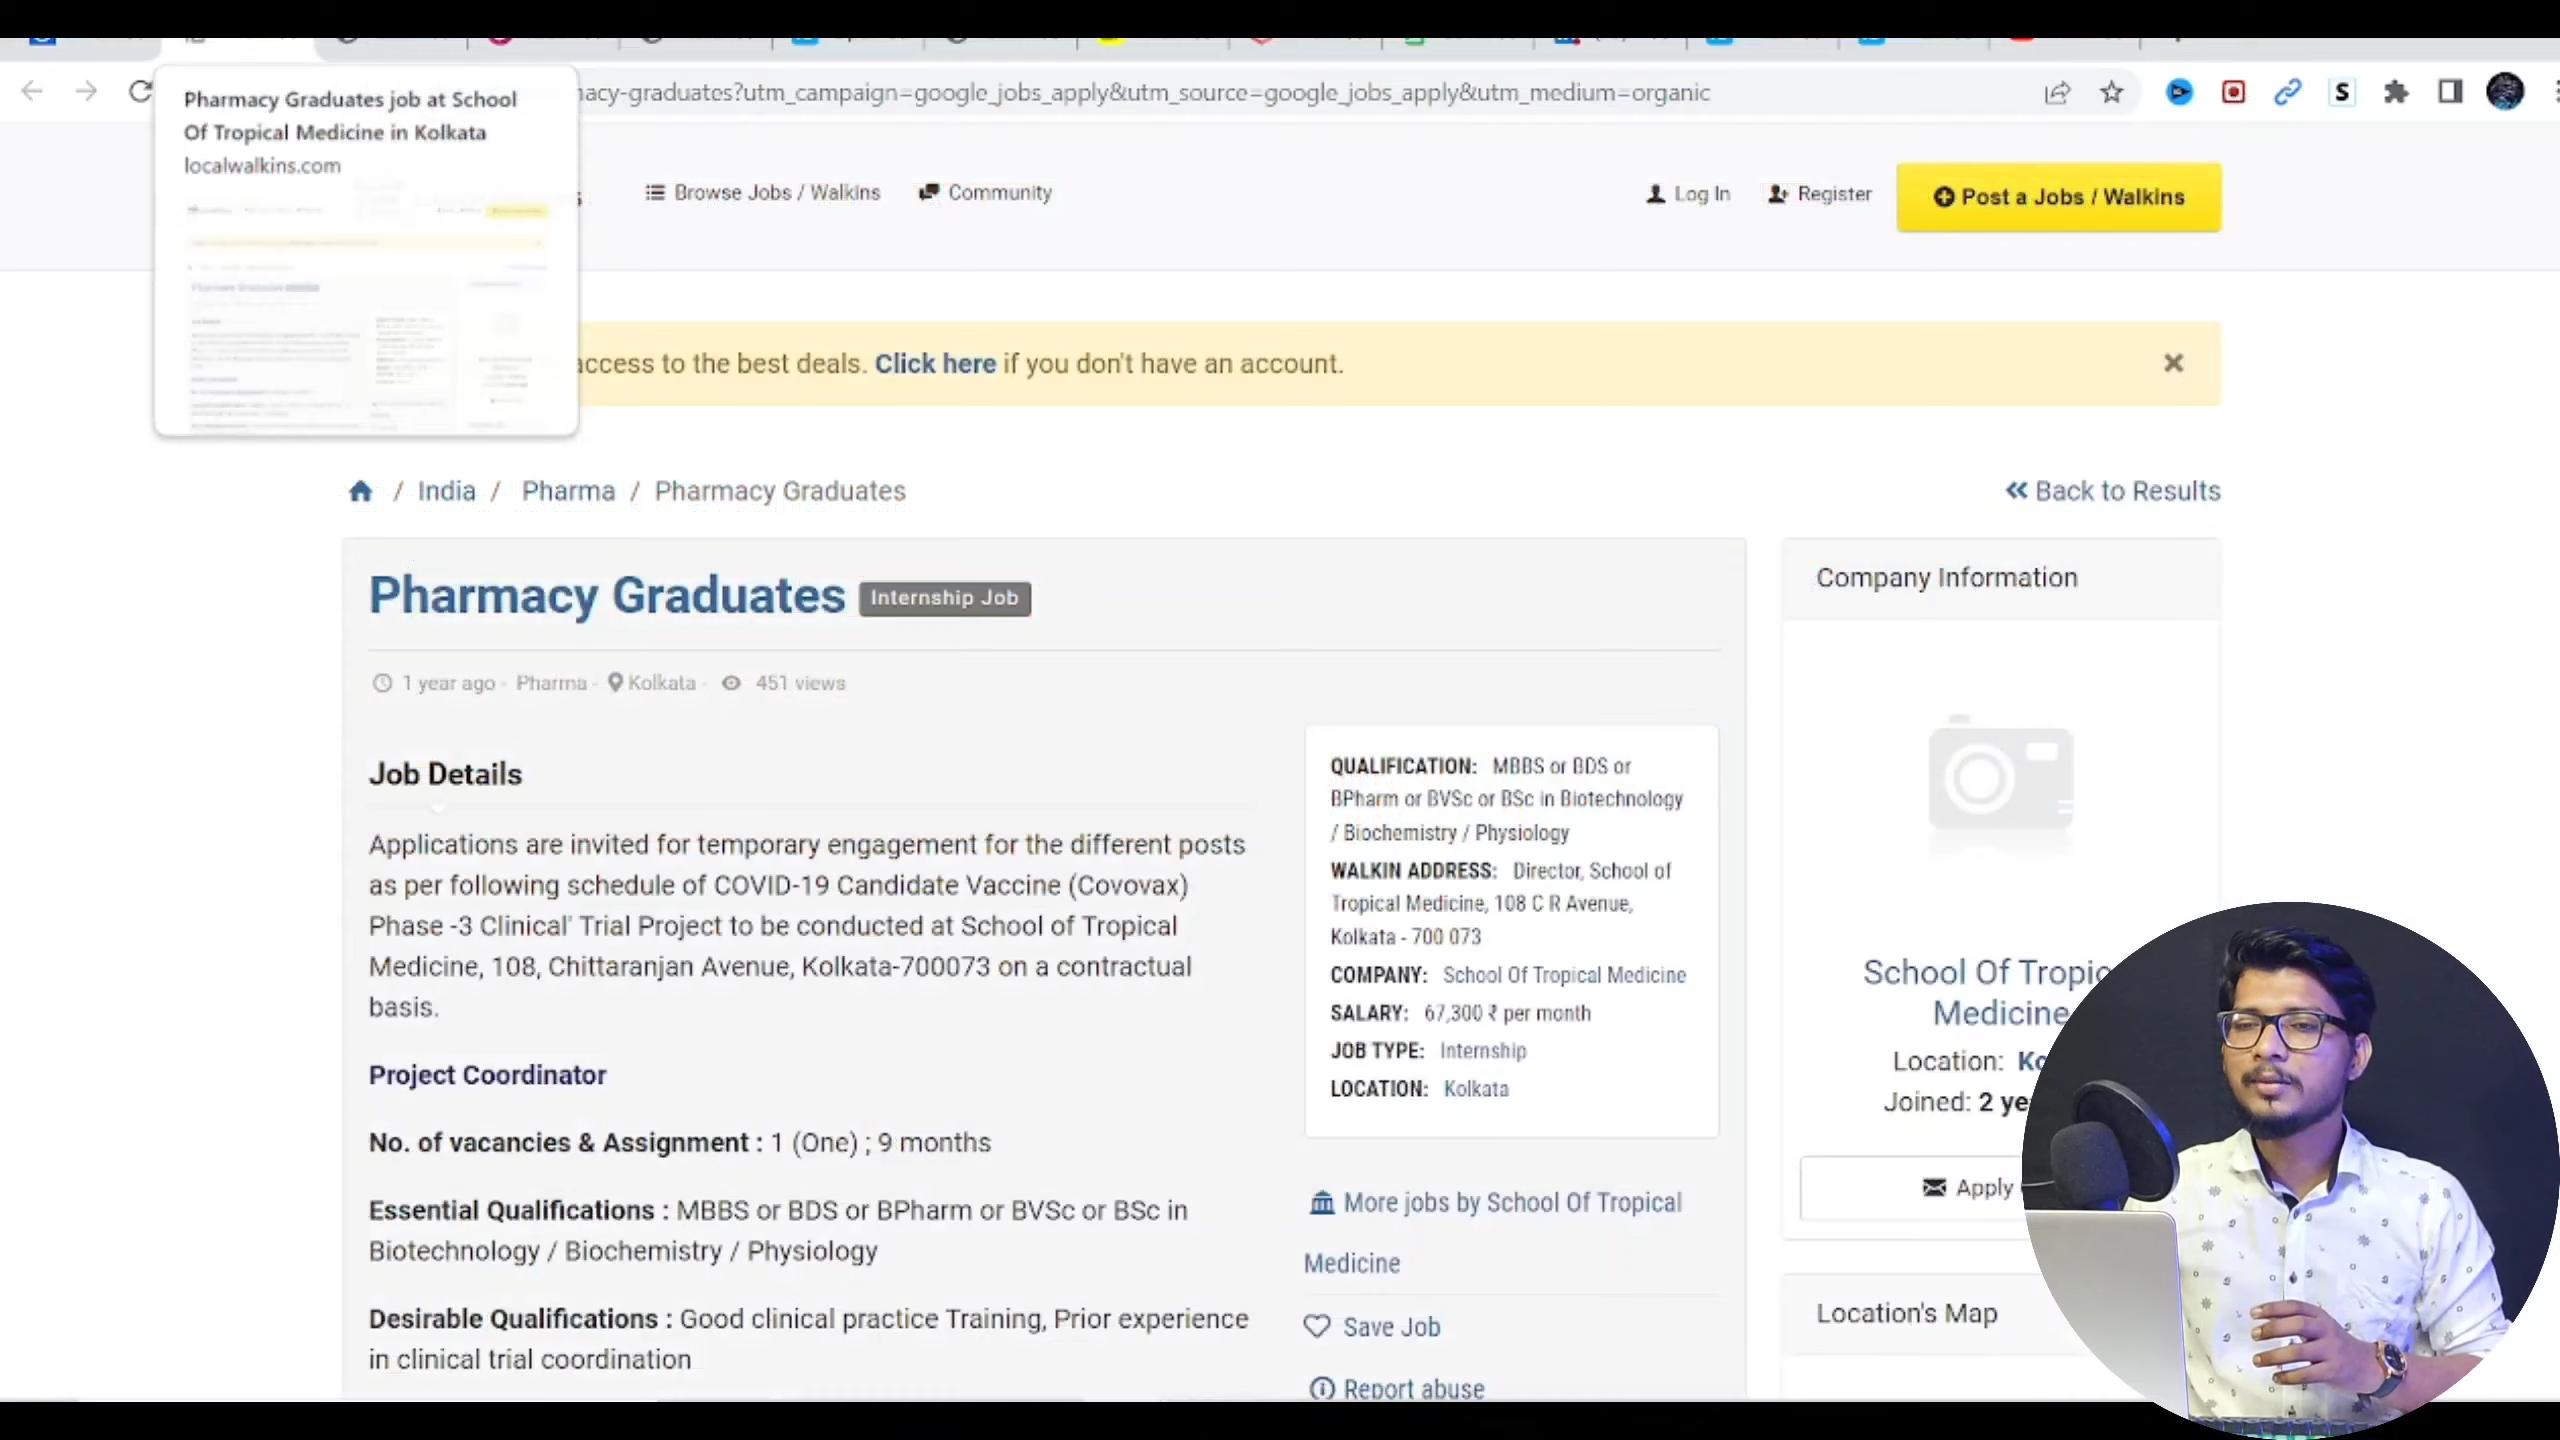 Pharmacy Graduates job at School
Of Tropical Medicine in Kolkata
localwalkins.com
acy-graduates?utm_campaign=google_jobs_apply&utm_source=google_jobs_apply&utm_medium=organic
S
Browse Jobs / Walkins
Community
Log In
Register
Post a Jobs / Walkins
access to the best deals. Click here if you don't have an account.
/ India / Pharma / Pharmacy Graduates
Back to Results
Pharmacy Graduates Internship Job
1 year ago - Pharma - Kolkata - 451 views
Job Details
Applications are invited for temporary engagement for the different posts
as per following schedule of COVID-19 Candidate Vaccine (Covovax)
Phase -3 Clinical' Trial Project to be conducted at School of Tropical
Medicine, 108, Chittaranjan Avenue, Kolkata-700073 on a contractual
basis.
Project Coordinator
No. of vacancies & Assignment : 1 (One) ; 9 months
Essential Qualifications : MBBS or BDS or BPharm or BVSc or BSc in
Biotechnology / Biochemistry / Physiology
Desirable Qualifications : Good clinical practice Training, Prior experience
in clinical trial coordination
QUALIFICATION: MBBS or BDS or
BPharm or BVSc or BSc in Biotechnology
/ Biochemistry / Physiology
WALKIN ADDRESS: Director, School of
Tropical Medicine, 108 C R Avenue,
Kolkata - 700 073
COMPANY: School Of Tropical Medicine
SALARY: 67,300 ₹ per month
JOB TYPE: Internship
LOCATION: Kolkata
More jobs by School Of Tropical
Medicine
Save Job
Report abuse
Company Information
School Of Tropic
Medicine
Location: Ko
Joined: 2 ye
Apply
Location's Map